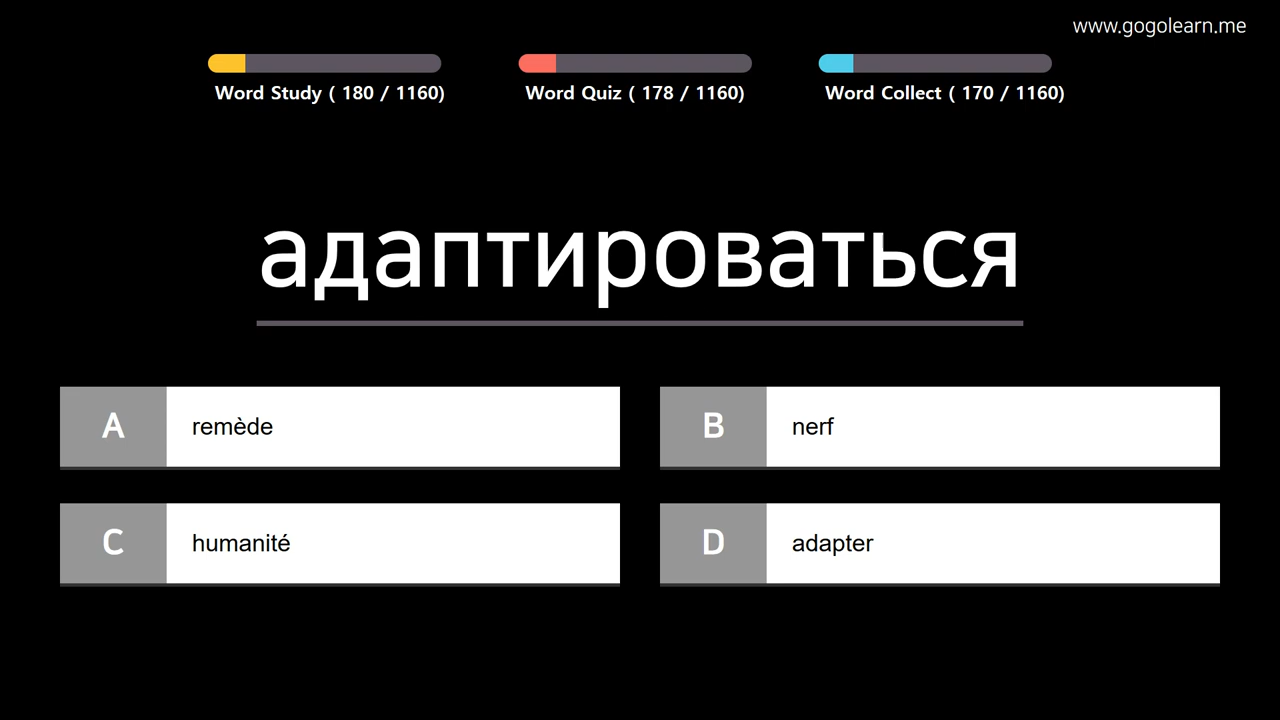 www.gogolearn.me
Word Study ( 180 / 1160)
Word Quiz ( 178 / 1160)
Word Collect ( 170 / 1160)
адаптироваться
A remède
B nerf
C humanité
D adapter